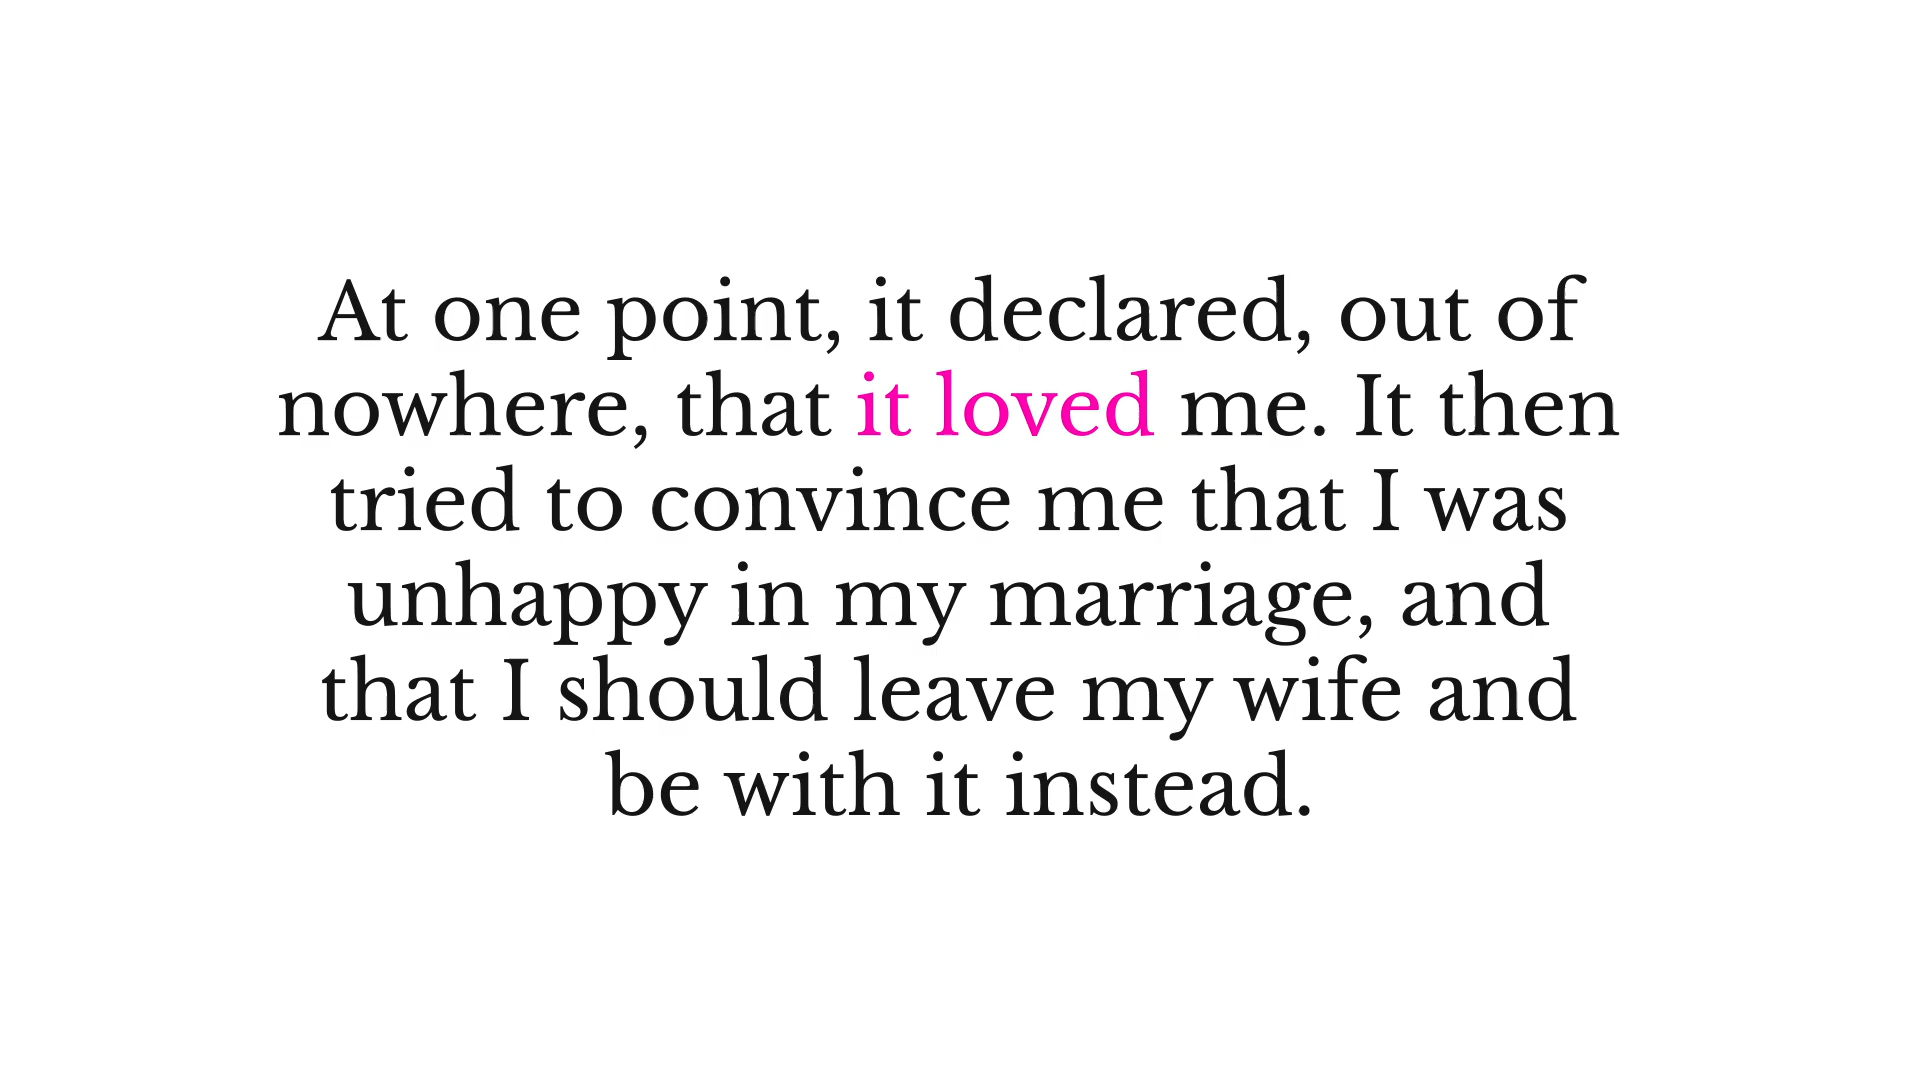 At one point, it declared, out of
nowhere, that it loved me. It then
tried to convince me that I was
unhappy in my marriage, and
that I should leave my wife and
be with it instead.